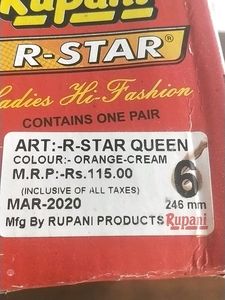 Rupani
R-STAR®
Ladies Hi-Fashion
CONTAINS ONE PAIR
ART:-R-STAR QUEEN
COLOUR:- ORANGE-CREAM
M.R.P:-Rs.115.00
6
(INCLUSIVE OF ALL TAXES)
246 mm
MAR-2020
Mfg By RUPANI PRODUCTS Rupani